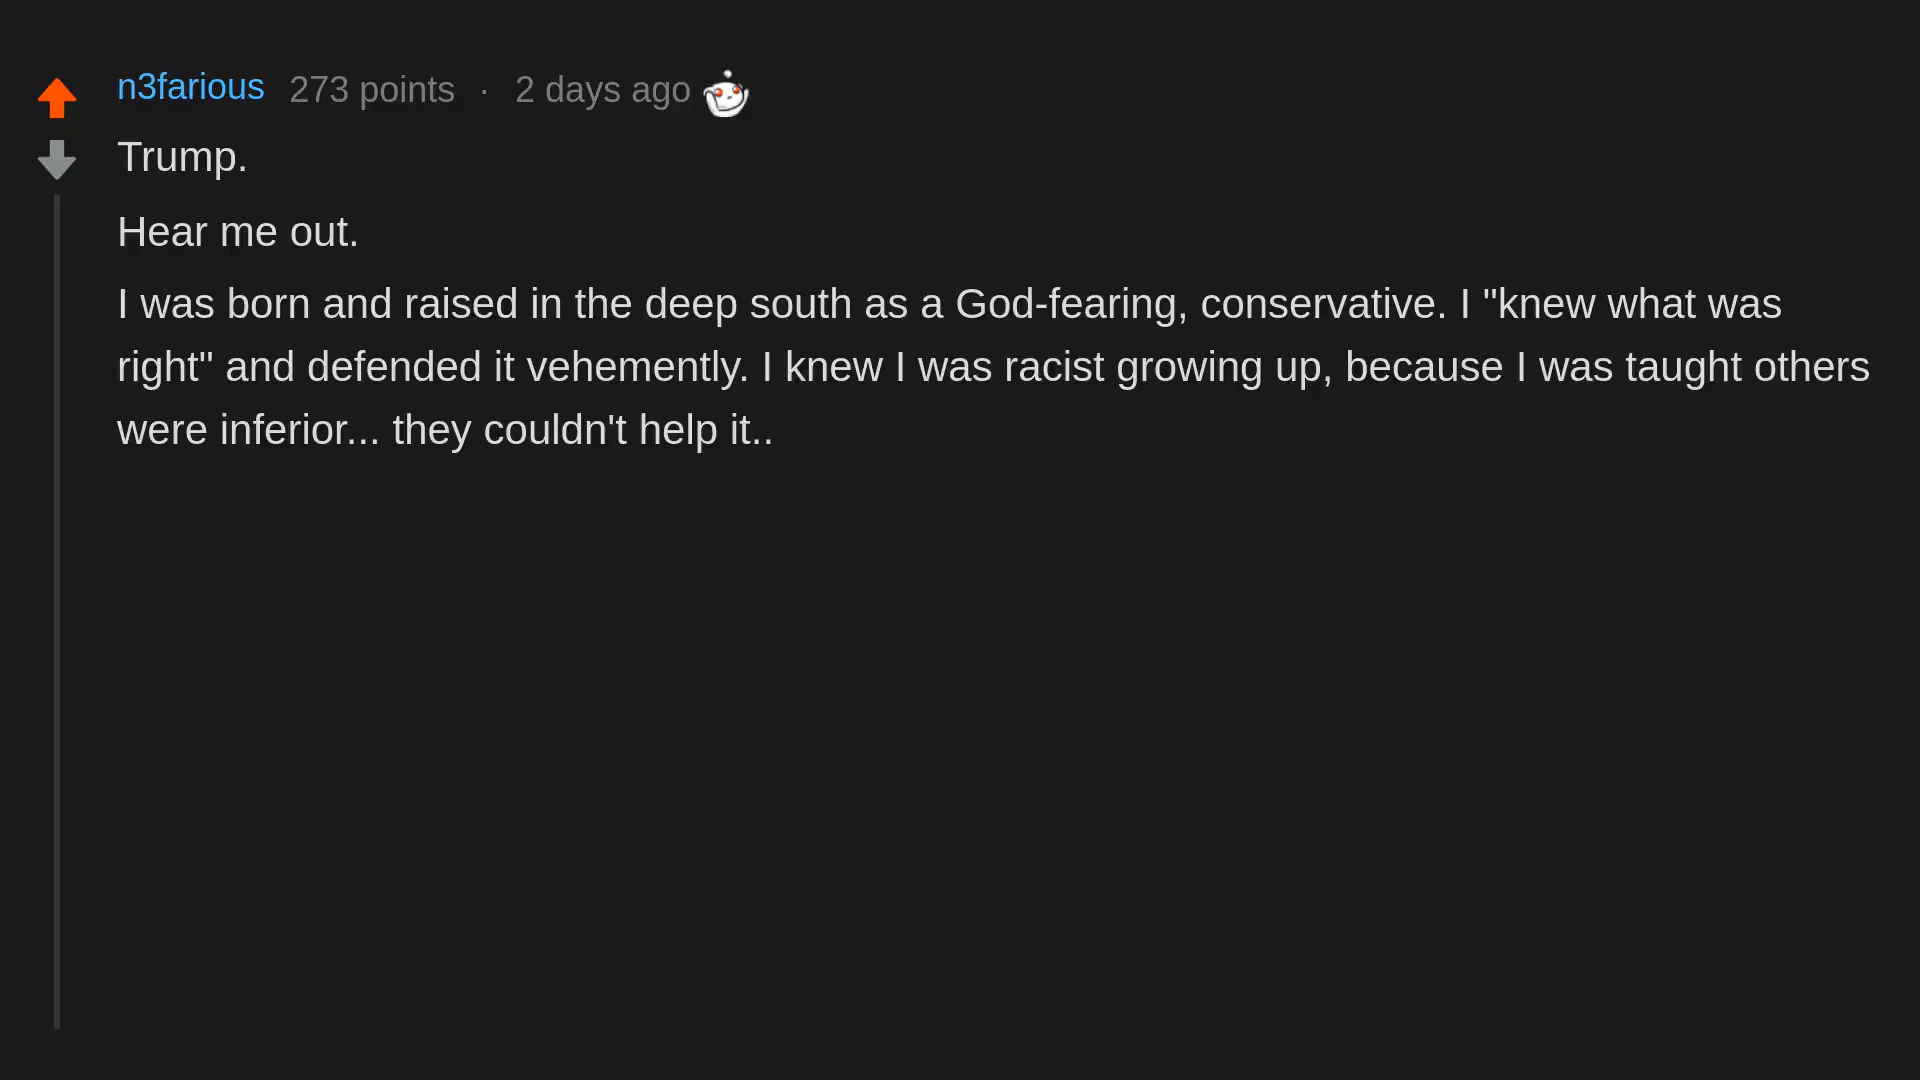 n3farious 273 points · 2 days ago
Trump.
Hear me out.
I was born and raised in the deep south as a God-fearing, conservative. I "knew what was
right" and defended it vehemently. I knew I was racist growing up, because I was taught others
were inferior... they couldn't help it..